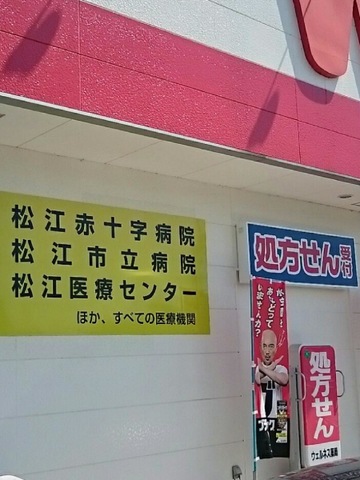 松江赤十字病院
松江市立病院
松江医療センター
ほか、すべての医療機関
処方せん受付
処方せん
ウェルネス薬局